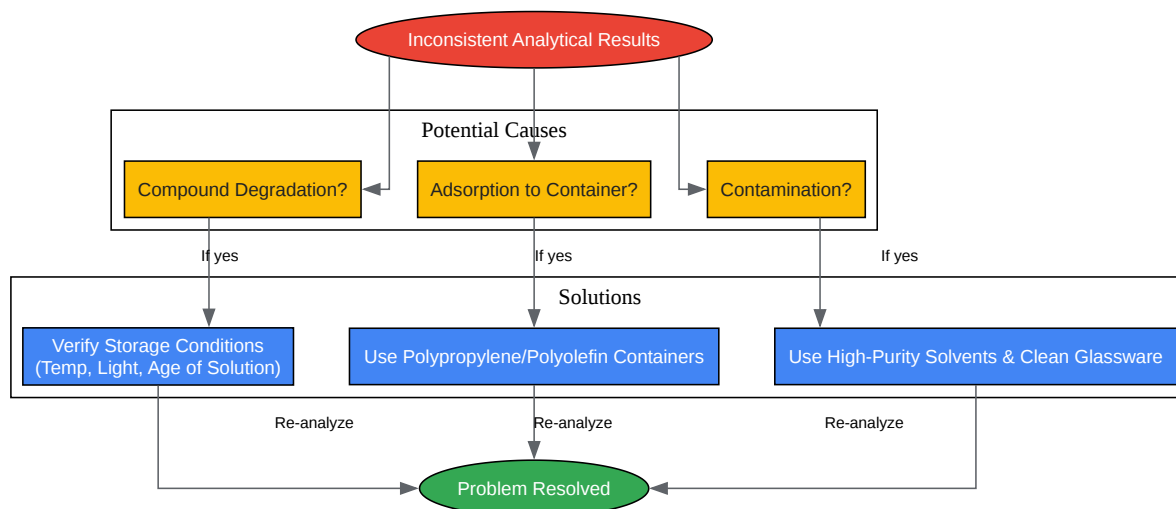 Inconsistent Analytical Results
Potential Causes
Compound Degradation?
Adsorption to Container?
Contamination?
If yes
If yes
If yes
Solutions
Verify Storage Conditions
(Temp, Light, Age of Solution)
Use Polypropylene/Polyolefin Containers
Use High-Purity Solvents & Clean Glassware
Re-analyze
Re-analyze
Re-analyze
Problem Resolved